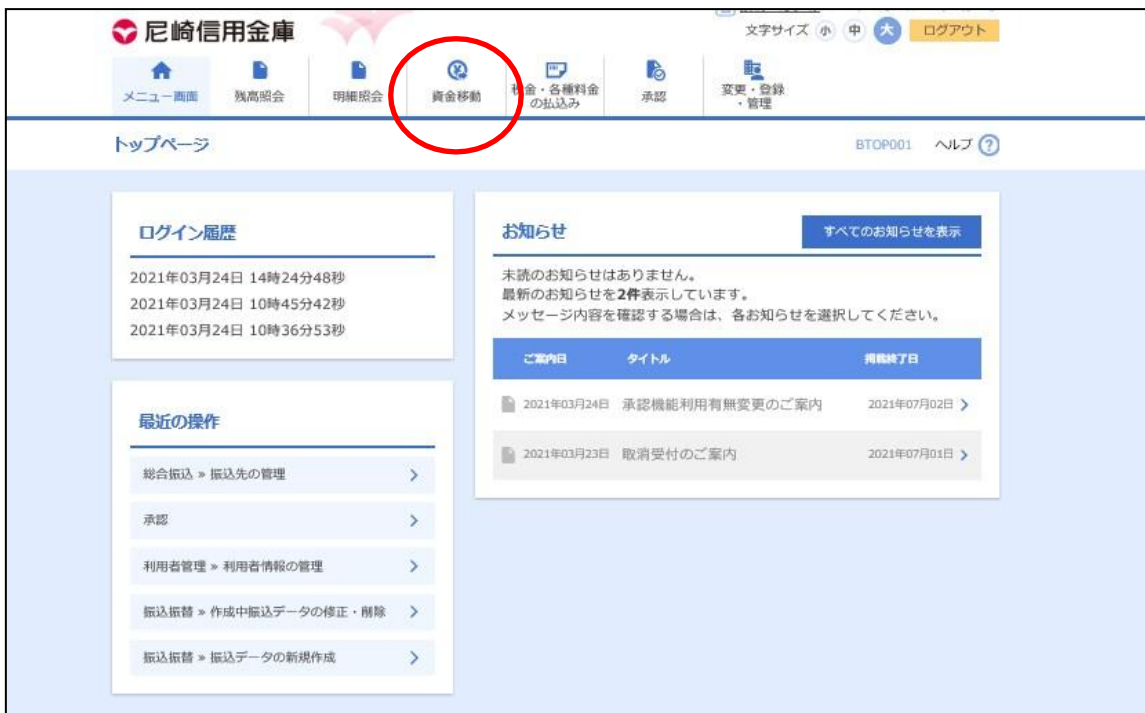 尼崎信用金庫
文字サイズ 小 中 大 ログアウト
メニュー画面
残高照会
明細照会
資金移動
税金・各種料金
の払込み
承認
変更・登録
・管理
トップページ
BTOP001 ヘルプ ?
ログイン履歴
2021年03月24日 14時24分48秒
2021年03月24日 10時45分42秒
2021年03月24日 10時36分53秒
最近の操作
総合振込 » 振込先の管理
承認
利用者管理 » 利用者情報の管理
振込振替 » 作成中振込データの修正・削除
振込振替 » 振込データの新規作成
お知らせ
すべてのお知らせを表示
未読のお知らせはありません。
最新のお知らせを2件表示しています。
メッセージ内容を確認する場合は、各お知らせを選択してください。
ご案内日 タイトル 掲載終了日
2021年03月24日 承認機能利用有無変更のご案内 2021年07月02日
2021年03月23日 取消受付のご案内 2021年07月01日